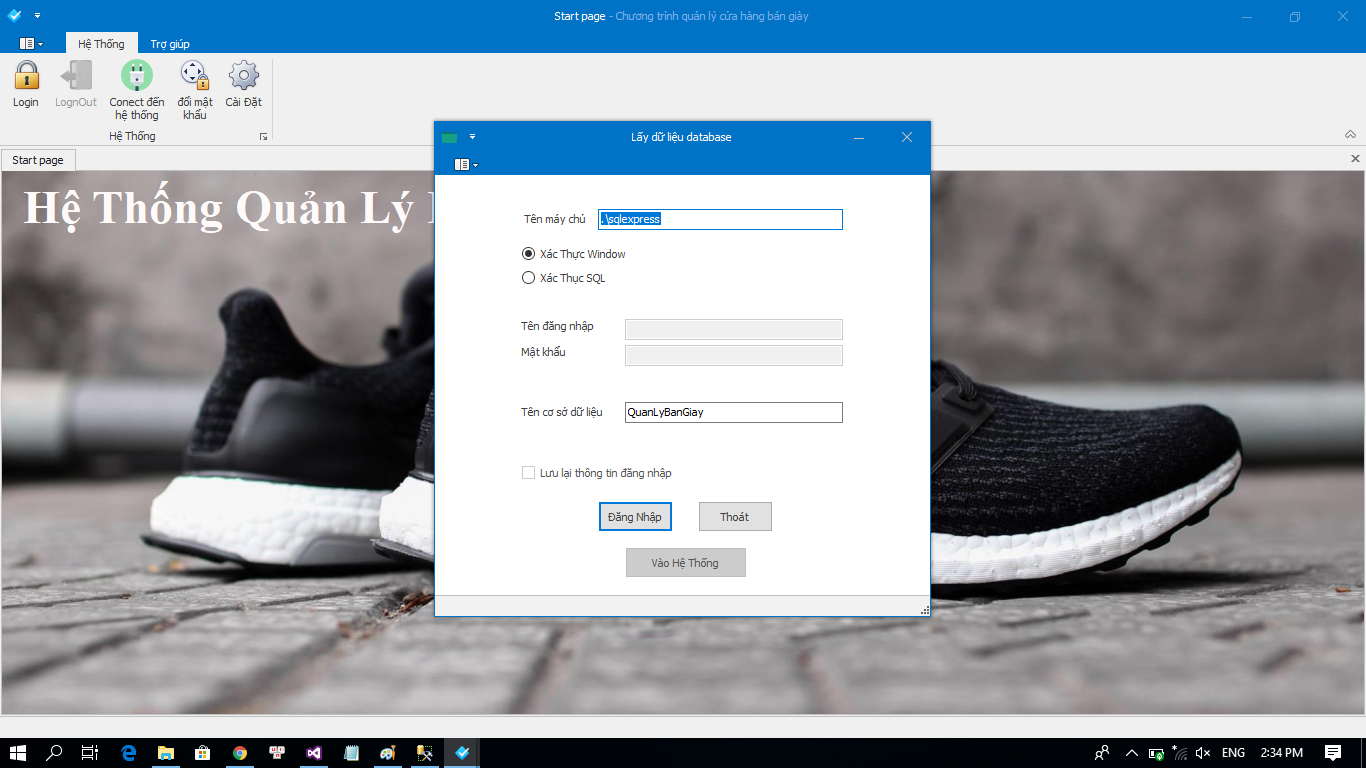 Start page - Chương trình quản lý cửa hàng bán giày
Hệ Thống
Trợ giúp
Login
LognOut
Conect đến
hệ thống
đổi mật
khẩu
Cài Đặt
Hệ Thống
Start page
Hệ Thống Quản Lý
Lấy dữ liệu database
Tên máy chủ
.\sqlexpress
Xác Thực Window
Xác Thục SQL
Tên đăng nhập
Mật khẩu
Tên cơ sở dữ liệu
QuanLyBanGiay
Lưu lại thông tin đăng nhập
Đăng Nhập
Thoát
Vào Hệ Thống
ENG
2:34 PM